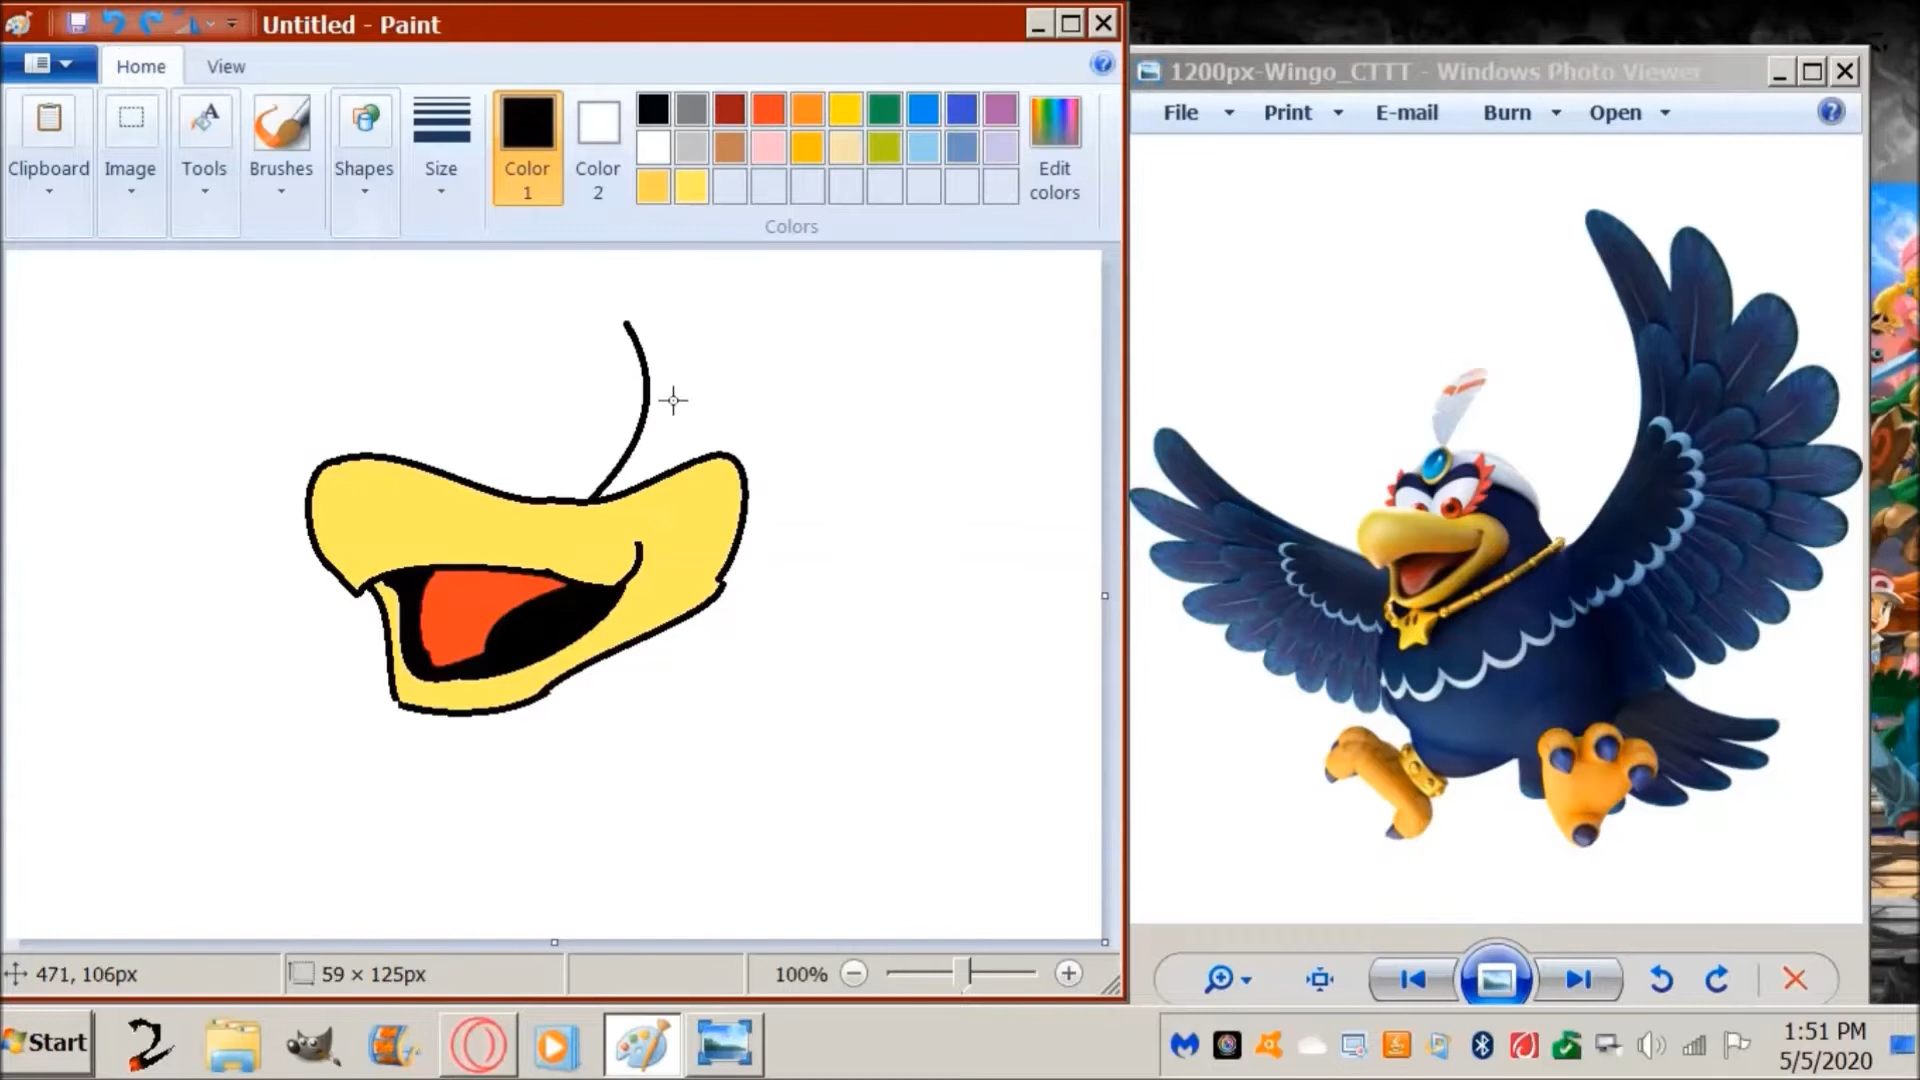 Untitled - Paint
Home
View
Clipboard
Image
Tools
Brushes
Shapes
Size
Color
1
Color
2
Edit
colors
Colors
471, 106px
59 × 125px
100%
1200px-Wingo_CTTT - Windows Photo Viewer
File
Print
E-mail
Burn
Open
Start
1:51 PM
5/5/2020